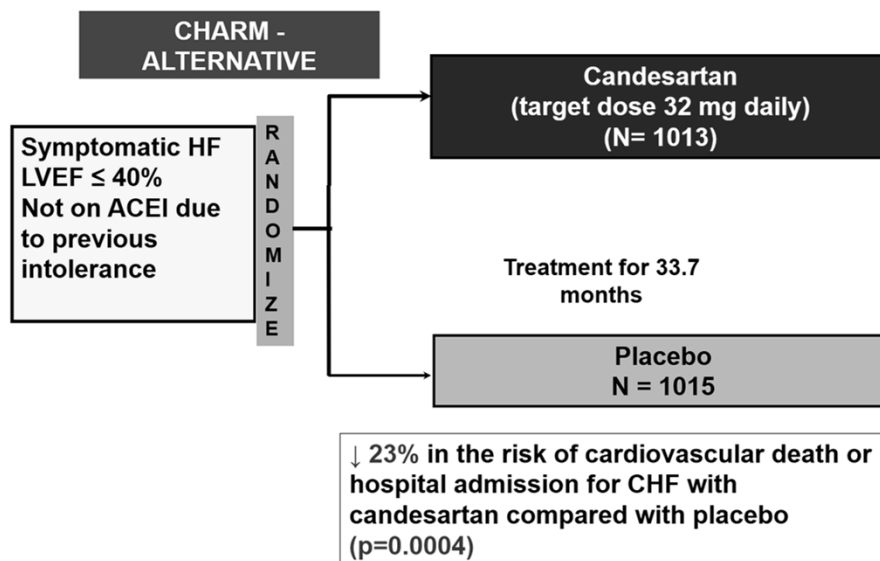 CHARM -
ALTERNATIVE
Symptomatic HF
LVEF ≤ 40%
Not on ACEI due
to previous
intolerance
RANDOMIZE
Candesartan
(target dose 32 mg daily)
(N= 1013)
Treatment for 33.7
months
Placebo
N = 1015
↓ 23% in the risk of cardiovascular death or
hospital admission for CHF with
candesartan compared with placebo
(p=0.0004)